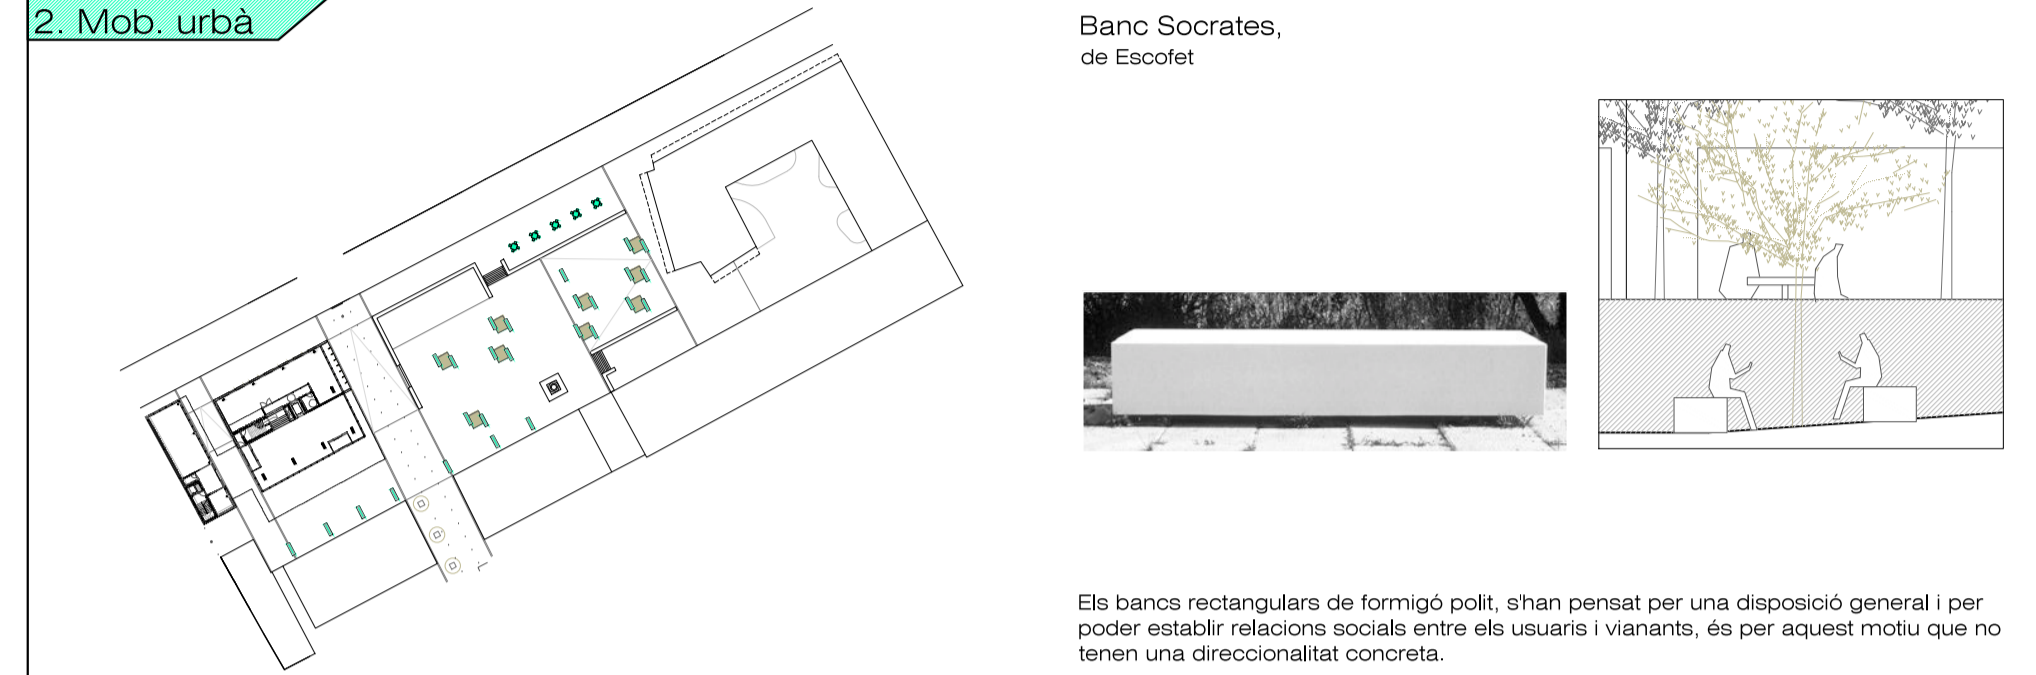 2. Mob. urbà
Banc Socrates,
de Escofet
Els bancs rectangulars de formigó polit, s'han pensat per una disposició general i per
poder establir relacions socials entre els usuaris i vianants, és per aquest motiu que no
tenen una direccionalitat concreta.